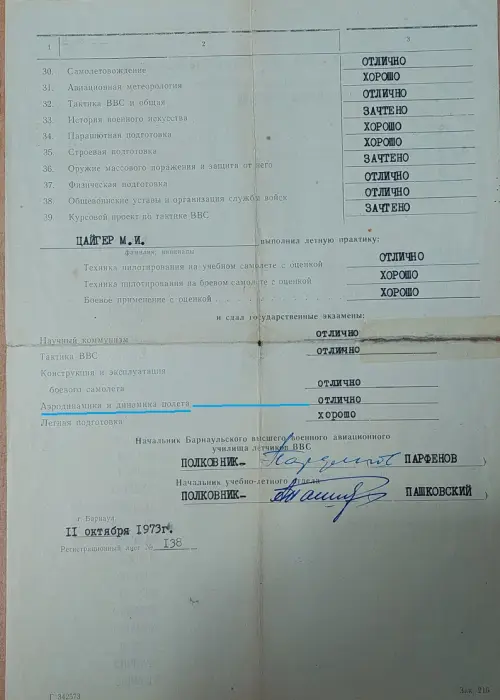 1 2 3
30. Самолетовождение ОТЛИЧНО
31. Авиационная метеорология ХОРОШО
32. Тактика ВВС и общая ОТЛИЧНО
33. История военного искусства ЗАЧТЕНО
34. Парашютная подготовка ХОРОШО
35. Строевая подготовка ХОРОШО
36. Оружие массового поражения и защита от него ЗАЧТЕНО
37. Физическая подготовка ОТЛИЧНО
38. Общевоинские уставы и организация службы войск ОТЛИЧНО
39. Курсовой проект по тактике ВВС ЗАЧТЕНО
ЦАЙГЕР М.И. выполнил летную практику:
фамилия, инициалы
Техника пилотирования на учебном самолете с оценкой ОТЛИЧНО
Техника пилотирования на боевом самолете с оценкой ХОРОШО
Боевое применение с оценкой ХОРОШО
и сдал государственные экзамены:
Научный коммунизм ОТЛИЧНО
Тактика ВВС ОТЛИЧНО
Конструкция и эксплуатация
боевого самолета ОТЛИЧНО
Аэродинамика и динамика полета ОТЛИЧНО
Летная подготовка хорошо
Начальник Барнаульского высшего военного авиационного
училища летчиков ВВС
ПОЛКОВНИК- ПАРФЕНОВ )
Начальник учебно-летного отдела
ПОЛКОВНИК- ПАШКОВСКИЙ )
г. Барнаул
II октября 1973г.
Регистрационный № I38
Г 342573 Зак. 219